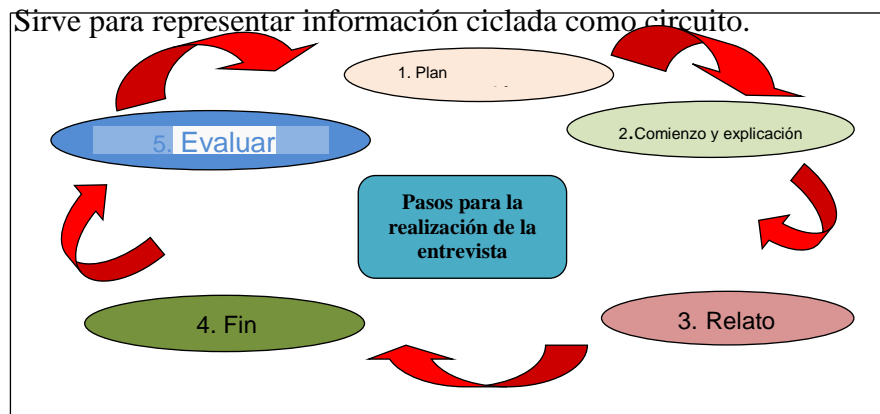 Sirve para representar información ciclada como circuito.
1. Plan
2.Comienzo y explicación
5. Evaluar
Pasos para la
realización de la
entrevista
4. Fin
3. Relato